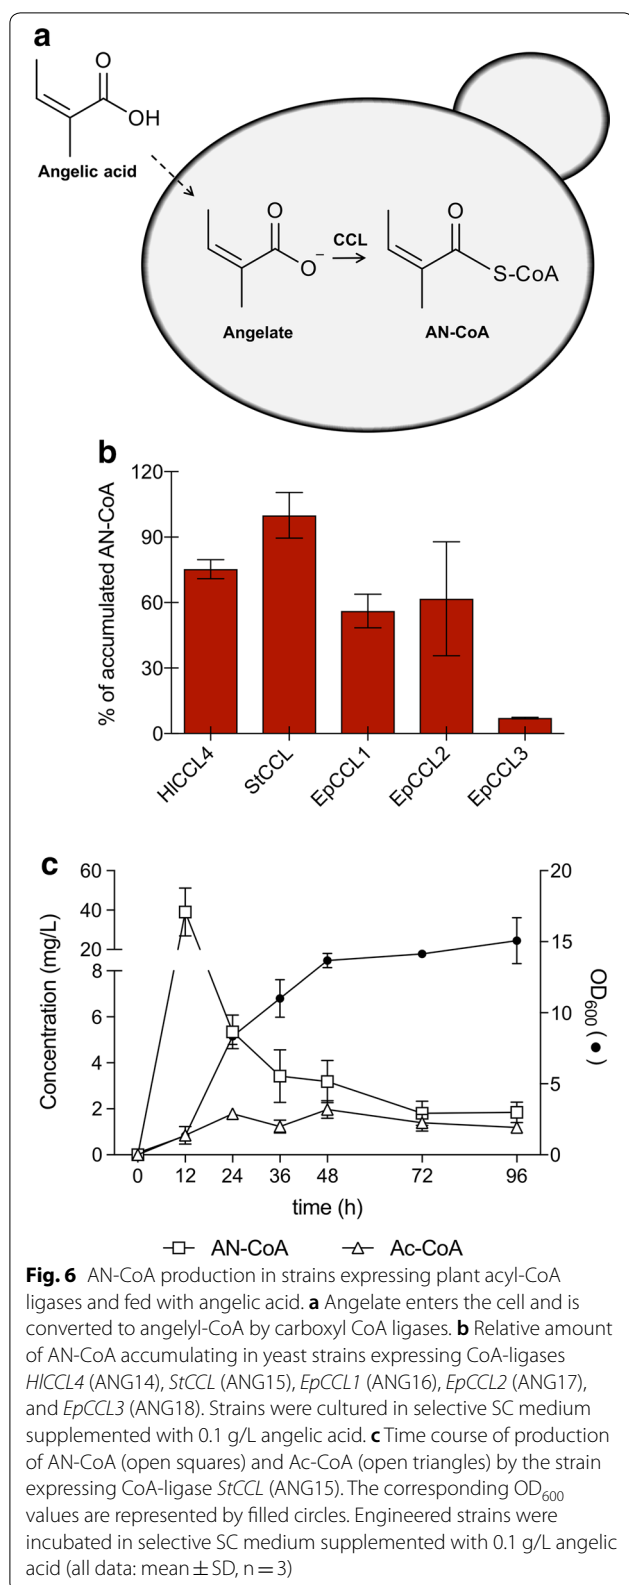 a
O
OH
Angelic acid
O
O⁻
CCL
O
S-CoA
Angelate
AN-CoA
b
% of accumulated AN-CoA
120
90
60
30
0
HlCCL4
StCCL
EpCCL1
EpCCL2
EpCCL3
c
Concentration (mg/L)
60
40
20
8
6
4
2
0
20
15
10
5
0
OD600 (●)
0 12 24 36 48 72 96
time (h)
AN-CoA Ac-CoA
Fig. 6 AN-CoA production in strains expressing plant acyl-CoA
ligases and fed with angelic acid. a Angelate enters the cell and is
converted to angelyl-CoA by carboxyl CoA ligases. b Relative amount
of AN-CoA accumulating in yeast strains expressing CoA-ligases
HlCCL4 (ANG14), StCCL (ANG15), EpCCL1 (ANG16), EpCCL2 (ANG17),
and EpCCL3 (ANG18). Strains were cultured in selective SC medium
supplemented with 0.1 g/L angelic acid. c Time course of production
of AN-CoA (open squares) and Ac-CoA (open triangles) by the strain
expressing CoA-ligase StCCL (ANG15). The corresponding OD600
values are represented by filled circles. Engineered strains were
incubated in selective SC medium supplemented with 0.1 g/L angelic
acid (all data: mean ± SD, n = 3)